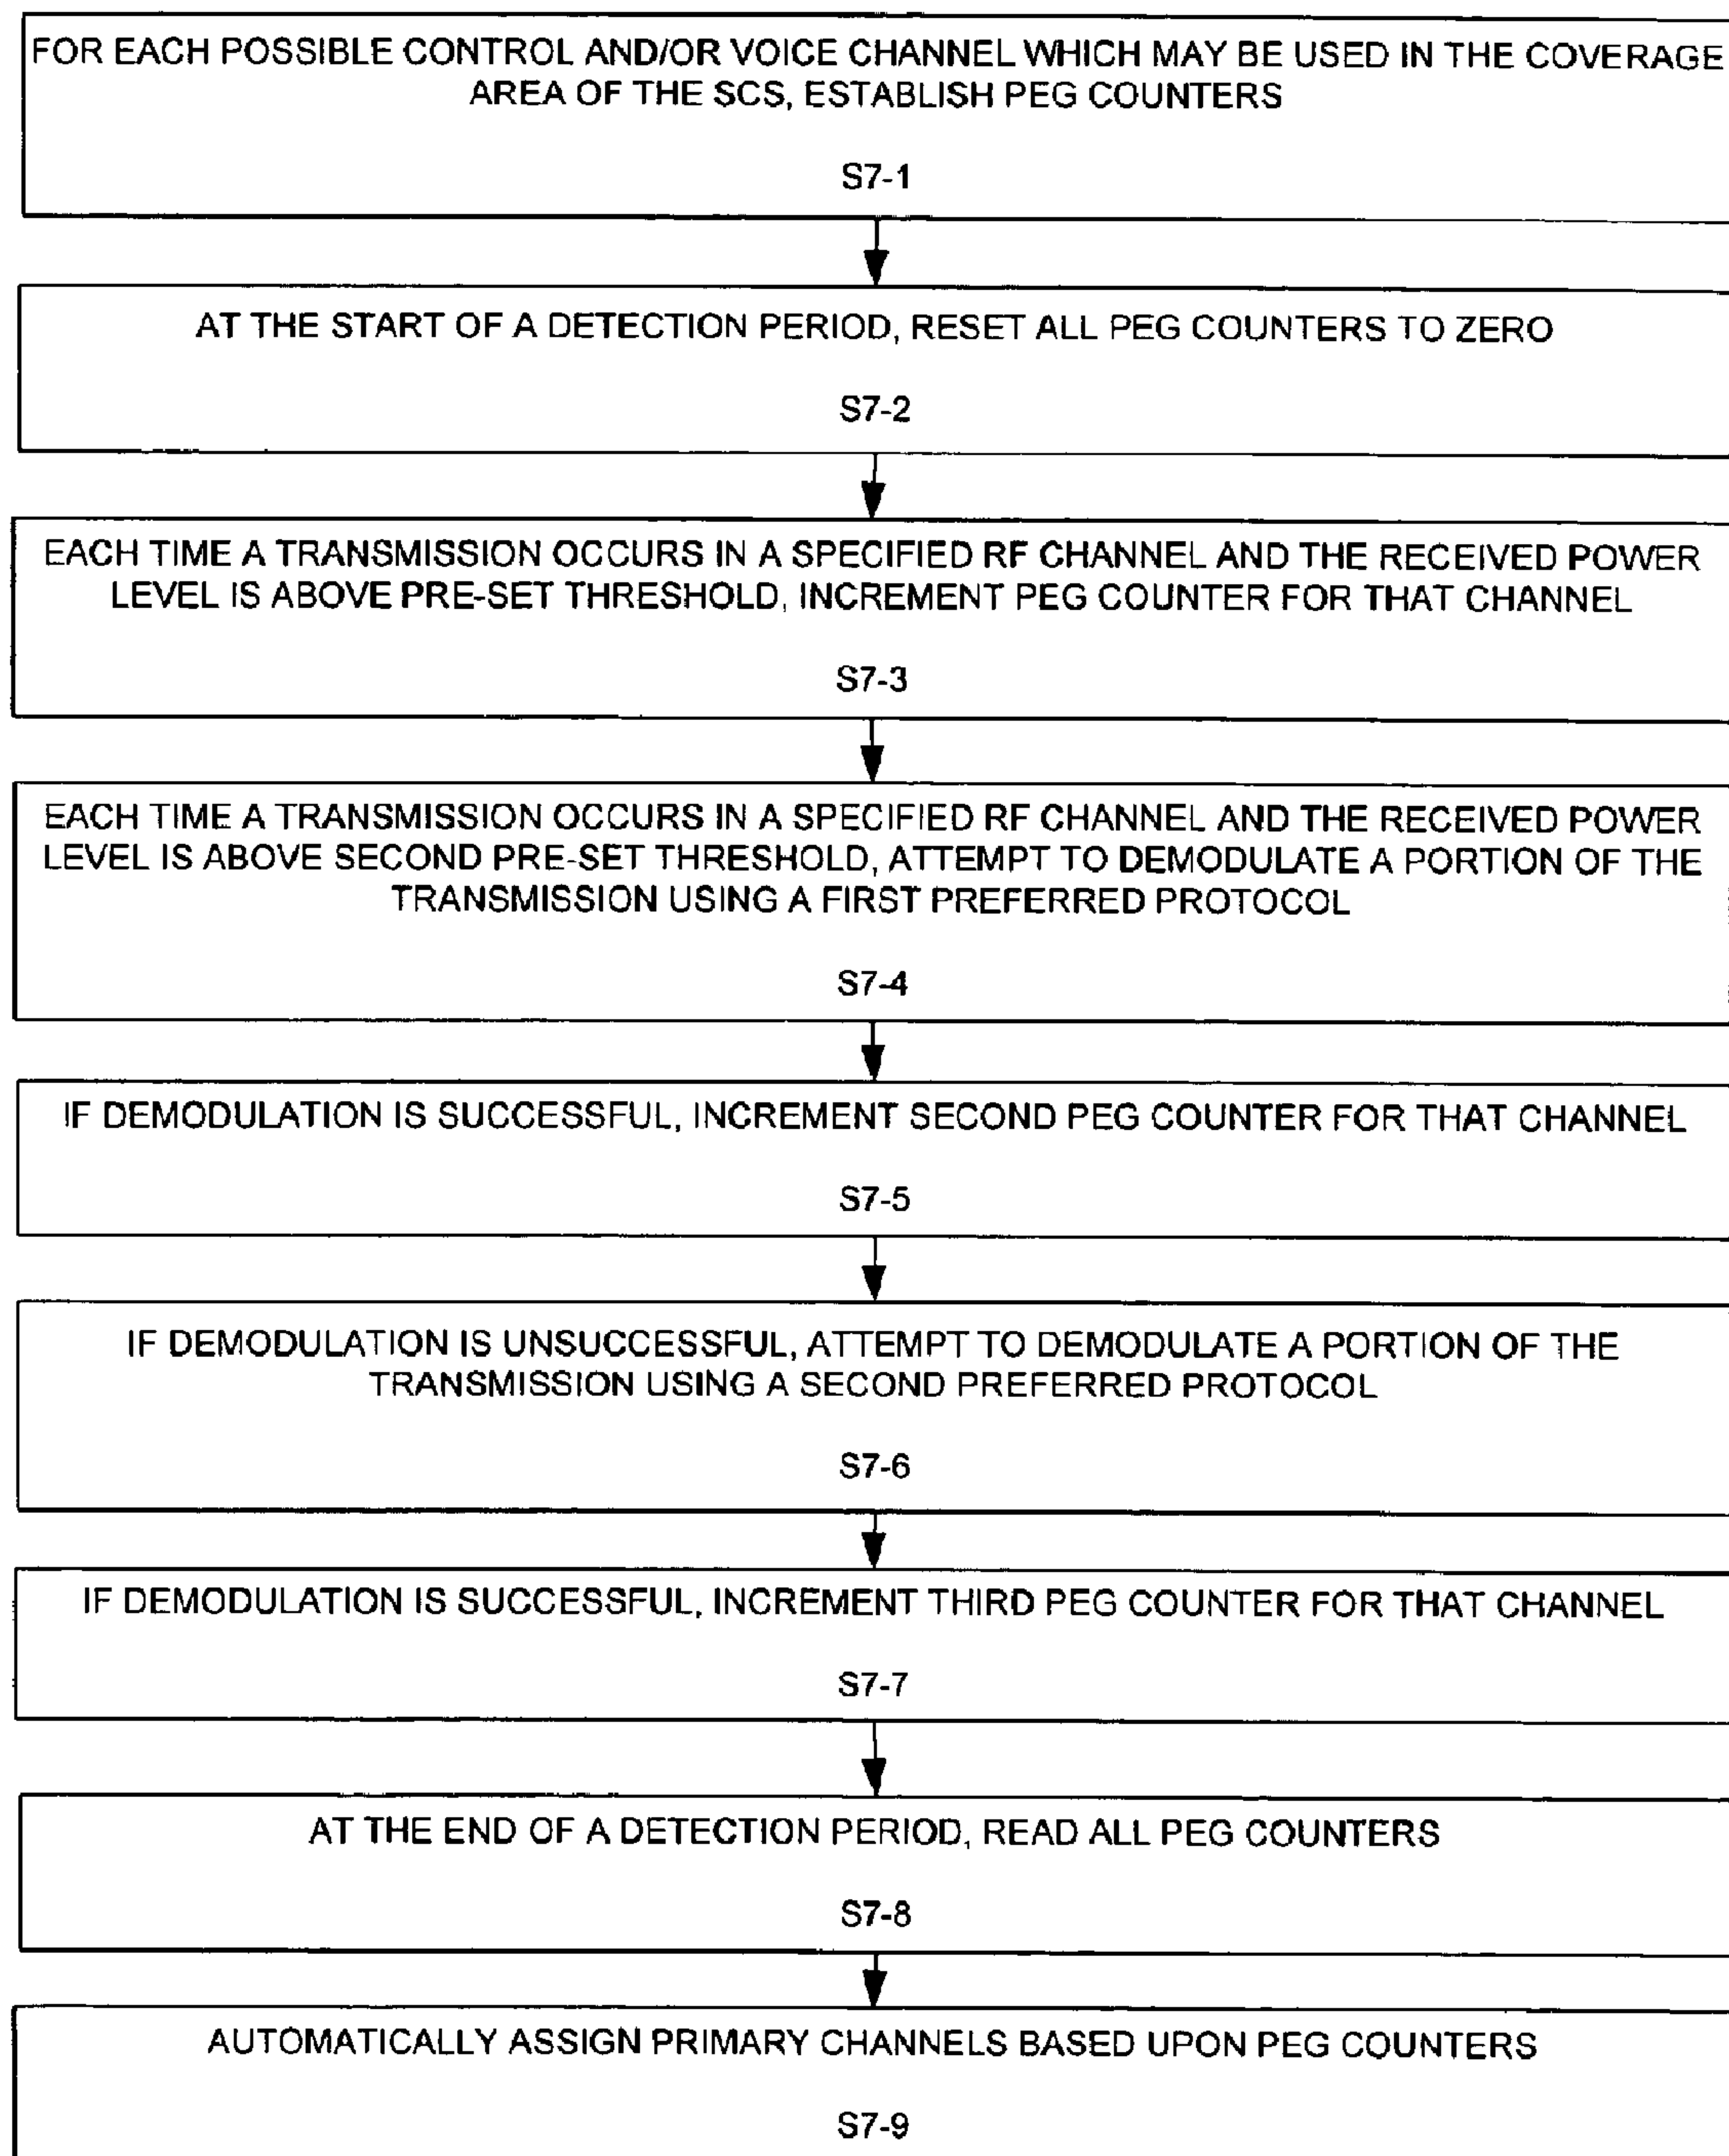 FOR EACH POSSIBLE CONTROL AND/OR VOICE CHANNEL WHICH MAY BE USED IN THE COVERAGE
AREA OF THE SCS, ESTABLISH PEG COUNTERS
S7-1
AT THE START OF A DETECTION PERIOD, RESET ALL PEG COUNTERS TO ZERO
S7-2
EACH TIME A TRANSMISSION OCCURS IN A SPECIFIED RF CHANNEL AND THE RECEIVED POWER
LEVEL IS ABOVE PRE-SET THRESHOLD, INCREMENT PEG COUNTER FOR THAT CHANNEL
S7-3
EACH TIME A TRANSMISSION OCCURS IN A SPECIFIED RF CHANNEL AND THE RECEIVED POWER
LEVEL IS ABOVE SECOND PRE-SET THRESHOLD, ATTEMPT TO DEMODULATE A PORTION OF THE
TRANSMISSION USING A FIRST PREFERRED PROTOCOL
S7-4
IF DEMODULATION IS SUCCESSFUL, INCREMENT SECOND PEG COUNTER FOR THAT CHANNEL
S7-5
IF DEMODULATION IS UNSUCCESSFUL, ATTEMPT TO DEMODULATE A PORTION OF THE
TRANSMISSION USING A SECOND PREFERRED PROTOCOL
S7-6
IF DEMODULATION IS SUCCESSFUL, INCREMENT THIRD PEG COUNTER FOR THAT CHANNEL
S7-7
AT THE END OF A DETECTION PERIOD, READ ALL PEG COUNTERS
S7-8
AUTOMATICALLY ASSIGN PRIMARY CHANNELS BASED UPON PEG COUNTERS
S7-9